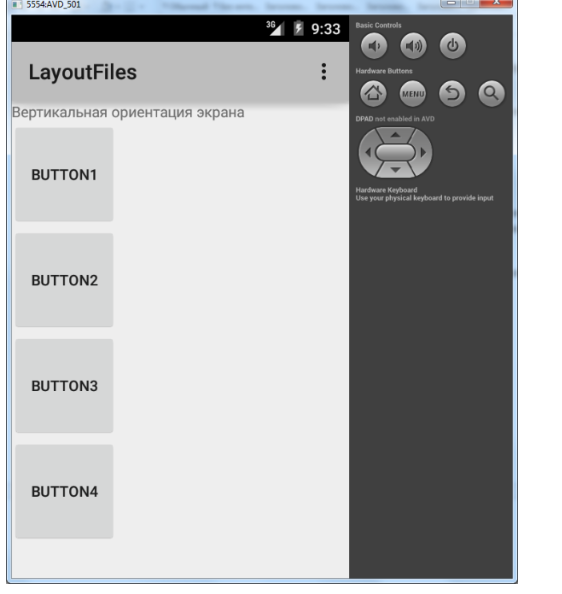 5554:AVD_501
3G 9:33
LayoutFiles
Вертикальная ориентация экрана
BUTTON1
BUTTON2
BUTTON3
BUTTON4
Basic Controls
Hardware Buttons
MENU
DPAD not enabled in AVD
Hardware Keyboard
Use your physical keyboard to provide input